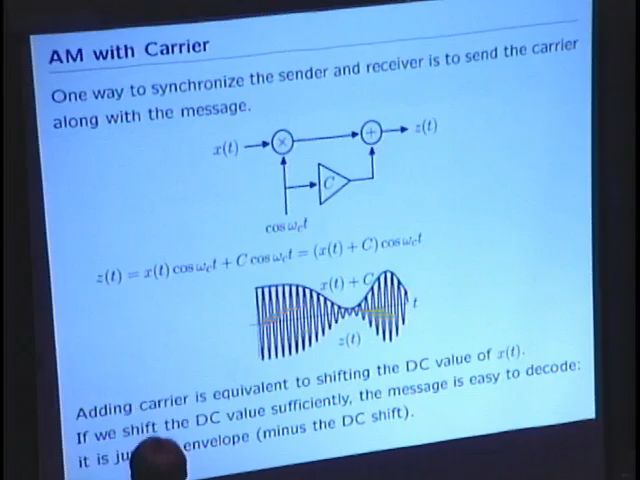 AM with Carrier
One way to synchronize the sender and receiver is to send the carrier
along with the message.
x(t) × + z(t)
C
cos ω_c t
z(t) = x(t) cos ω_c t + C cos ω_c t = (x(t) + C) cos ω_c t
x(t) + C
t
z(t)
Adding carrier is equivalent to shifting the DC value of x(t).
If we shift the DC value sufficiently, the message is easy to decode:
it is envelope (minus the DC shift).